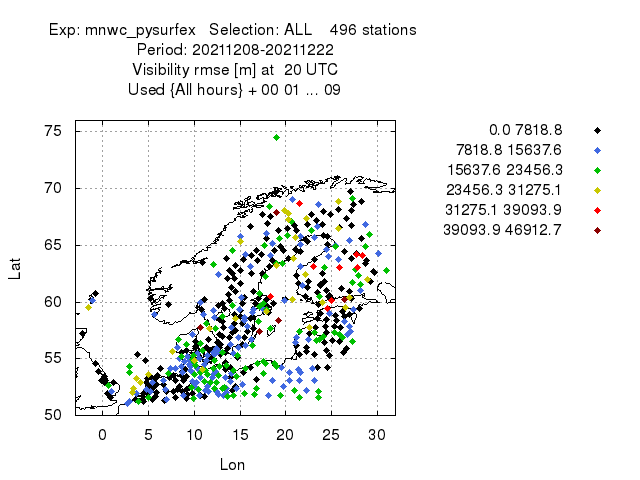 Exp: mnwc_pysurfex Selection: ALL 496 stations
Period: 20211208-20211222
Visibility rmse [m] at 20 UTC
Used {All hours} + 00 01 ... 09
0.0 7818.8
7818.8 15637.6
15637.6 23456.3
23456.3 31275.1
31275.1 39093.9
39093.9 46912.7
75
70
65
60
55
50
Lat
0 5 10 15 20 25 30
Lon